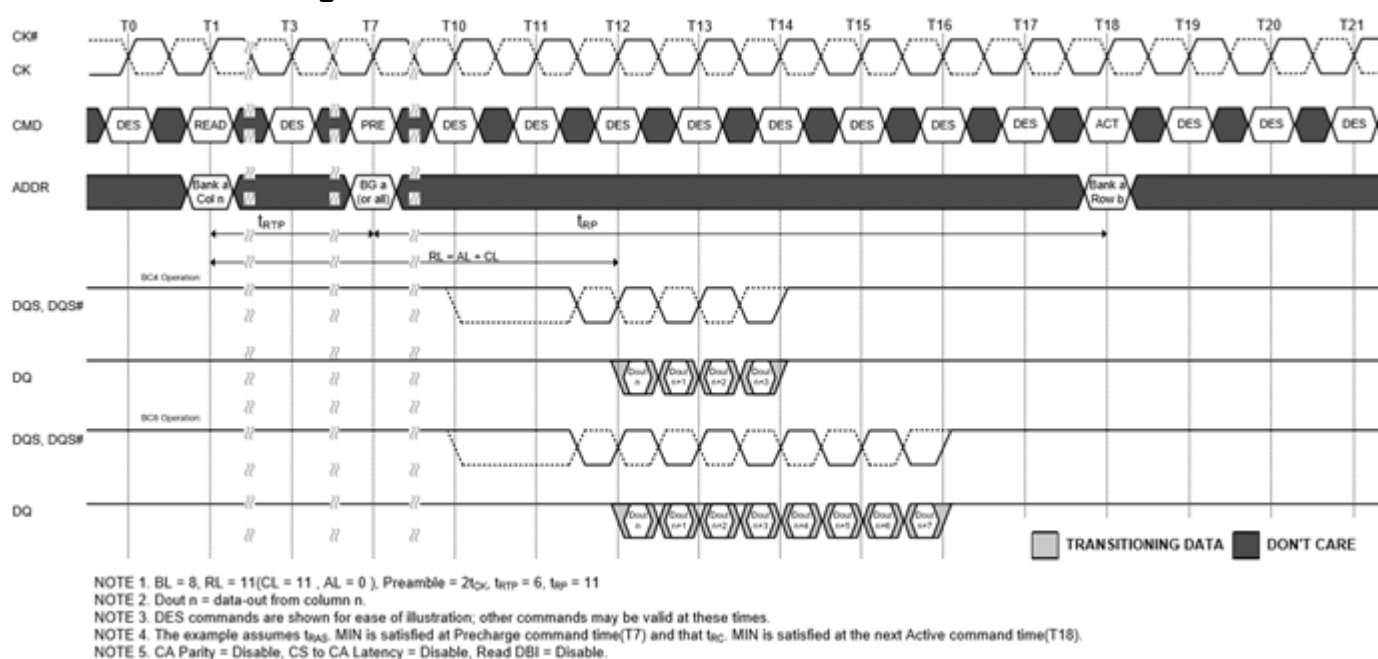 T0 T1 T3 T7 T10 T11 T12 T13 T14 T15 T16 T17 T18 T19 T20 T21
CK#
CK
CMD DES READ DES PRE DES DES DES DES DES DES DES DES ACT DES DES DES
ADDR Bank a Col n BG a (or all) Bank a Row b
tRTP tRP
RL = AL + CL
BC4 Operation:
DQS, DQS#
DQ Dout n Dout n+1 Dout n+2 Dout n+3
BC8 Operation:
DQS, DQS#
DQ Dout n Dout n+1 Dout n+2 Dout n+3 Dout n+4 Dout n+5 Dout n+6 Dout n+7
TRANSITIONING DATA DON'T CARE
NOTE 1. BL = 8, RL = 11(CL = 11 , AL = 0 ), Preamble = 2tCK, tRTP = 6, tRP = 11
NOTE 2. Dout n = data-out from column n.
NOTE 3. DES commands are shown for ease of illustration; other commands may be valid at these times.
NOTE 4. The example assumes tRAS. MIN is satisfied at Precharge command time(T7) and that tRC. MIN is satisfied at the next Active command time(T18).
NOTE 5. CA Parity = Disable, CS to CA Latency = Disable, Read DBI = Disable.